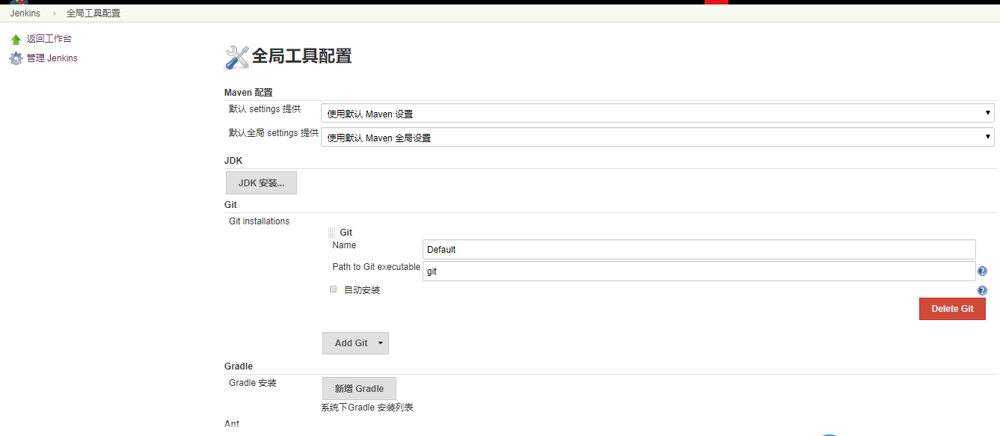 Jenkins 全局工具配置
返回工作台
管理 Jenkins
全局工具配置
Maven 配置
默认 settings 提供
使用默认 Maven 设置
默认全局 settings 提供
使用默认 Maven 全局设置
JDK
JDK 安装...
Git
Git installations
Git
Name
Default
Path to Git executable
git
自动安装
Delete Git
Add Git
Gradle
Gradle 安装
新增 Gradle
系统下Gradle 安装列表
Ant